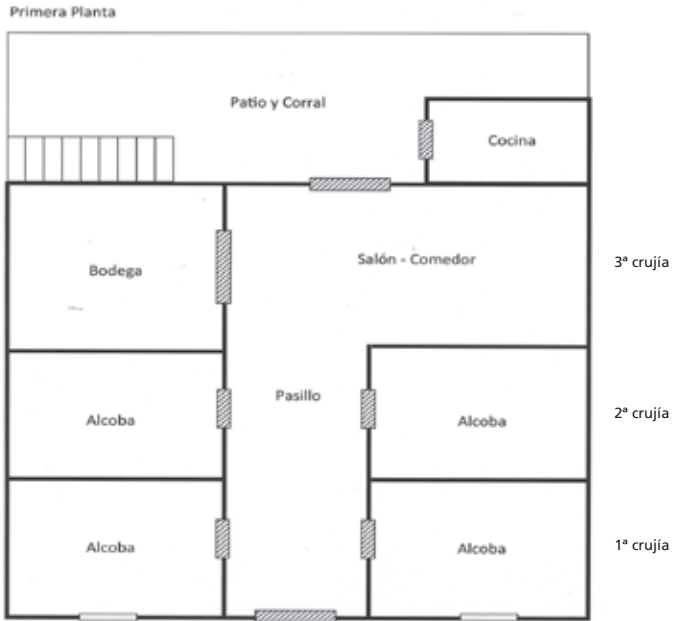 Primera Planta
Patio y Corral
Cocina
Bodega
Salón - Comedor
3ª crujía
Pasillo
Alcoba
Alcoba
2ª crujía
Alcoba
Alcoba
1ª crujía